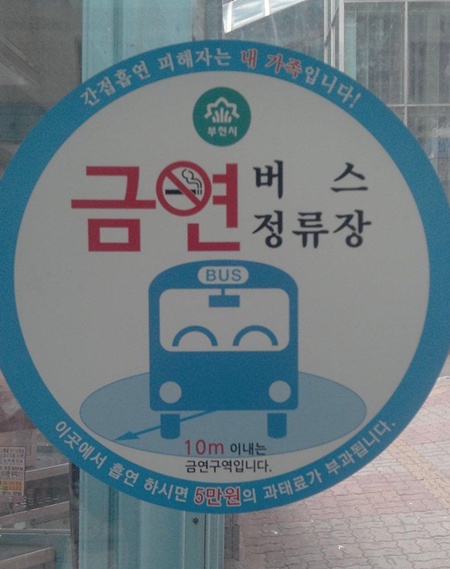 간접흡연 피해자는 내 가족입니다!
부천시
금연 버스
정류장
BUS
10m 이내는
금연구역입니다.
이곳에서 흡연 하시면 5만원의 과태료가 부과됩니다.